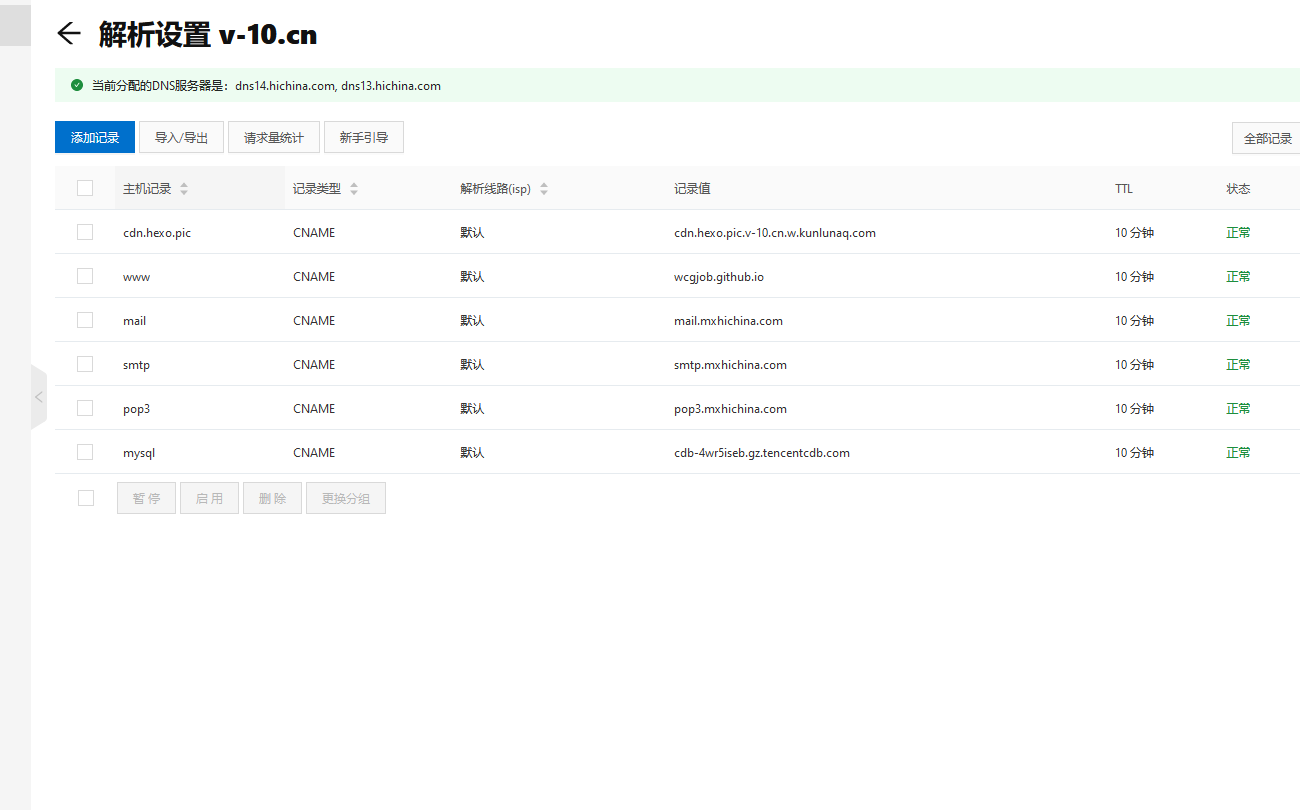 解析设置 v-10.cn
当前分配的DNS服务器是：dns14.hichina.com, dns13.hichina.com
添加记录 导入/导出 请求量统计 新手引导 全部记录
主机记录 记录类型 解析线路(isp) 记录值 TTL 状态
cdn.hexo.pic CNAME 默认 cdn.hexo.pic.v-10.cn.w.kunlunaq.com 10 分钟 正常
www CNAME 默认 wcgjob.github.io 10 分钟 正常
mail CNAME 默认 mail.mxhichina.com 10 分钟 正常
smtp CNAME 默认 smtp.mxhichina.com 10 分钟 正常
pop3 CNAME 默认 pop3.mxhichina.com 10 分钟 正常
mysql CNAME 默认 cdb-4wr5iseb.gz.tencentcdb.com 10 分钟 正常
暂 停 启 用 删 除 更换分组